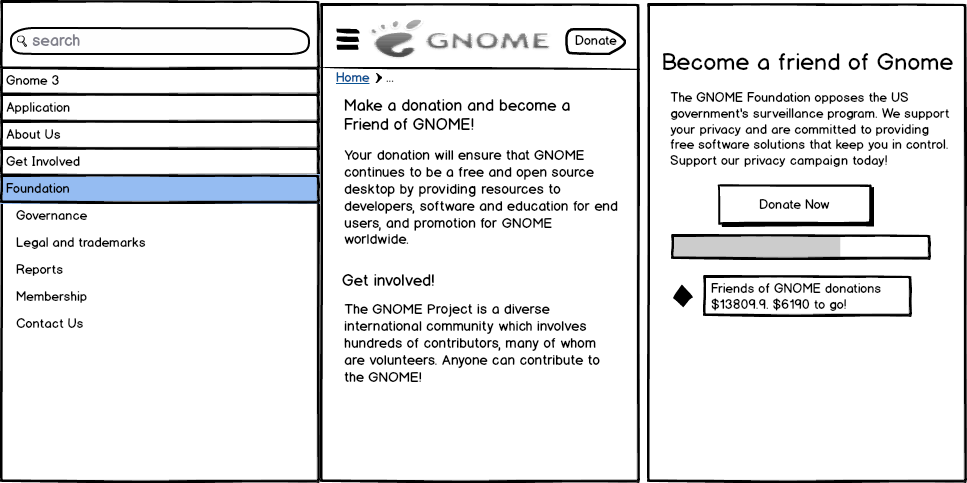 search
Gnome 3
Application
About Us
Get Involved
Foundation
Governance
Legal and trademarks
Reports
Membership
Contact Us
GNOME
Donate
Home ...
Make a donation and become a
Friend of GNOME!
Your donation will ensure that GNOME
continues to be a free and open source
desktop by providing resources to
developers, software and education for end
users, and promotion for GNOME
worldwide.
Get involved!
The GNOME Project is a diverse
international community which involves
hundreds of contributors, many of whom
are volunteers. Anyone can contribute to
the GNOME!
Become a friend of Gnome
The GNOME Foundation opposes the US
government's surveillance program. We support
your privacy and are committed to providing
free software solutions that keep you in control.
Support our privacy campaign today!
Donate Now
Friends of GNOME donations
$13809.9. $6190 to go!